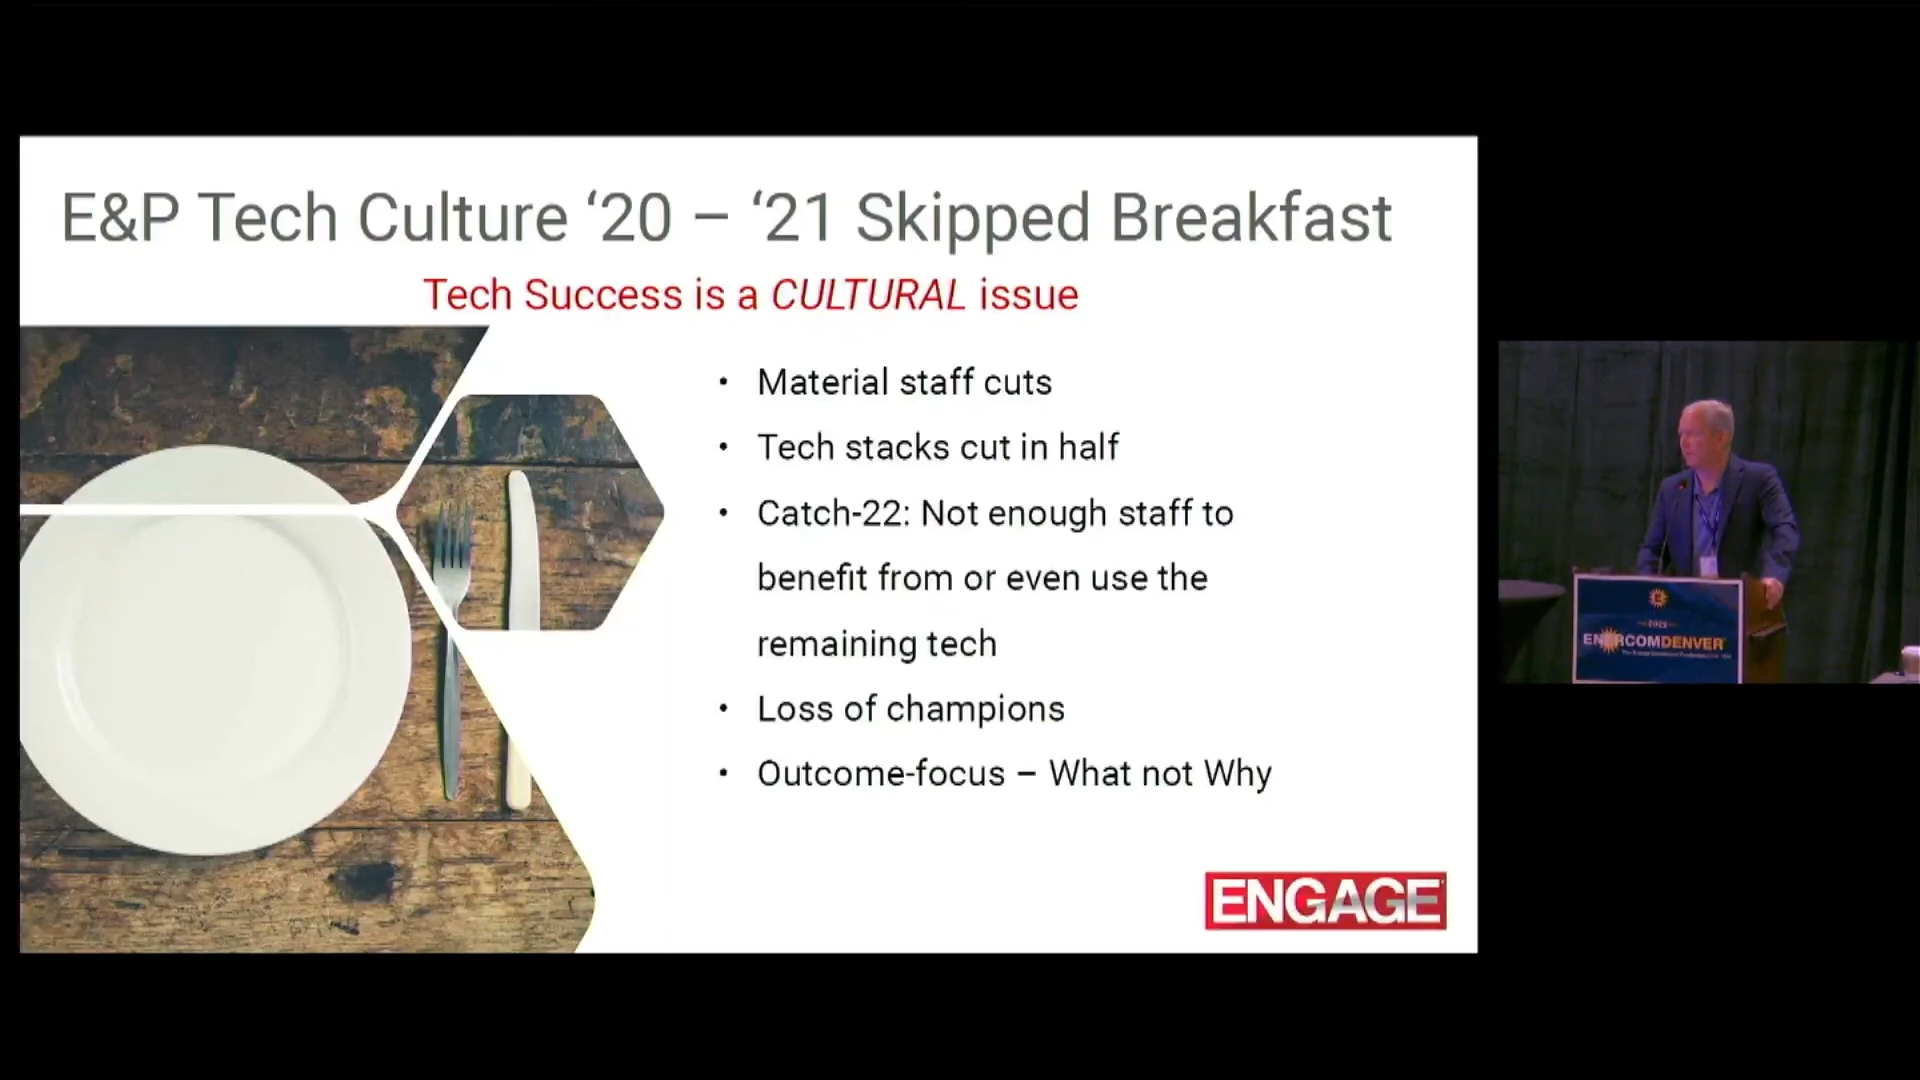 E&P Tech Culture ‘20 – ‘21 Skipped Breakfast
Tech Success is a CULTURAL issue
• Material staff cuts
• Tech stacks cut in half
• Catch-22: Not enough staff to
benefit from or even use the
remaining tech
• Loss of champions
• Outcome-focus – What not Why
ENGAGE
ENERCOMDENVER